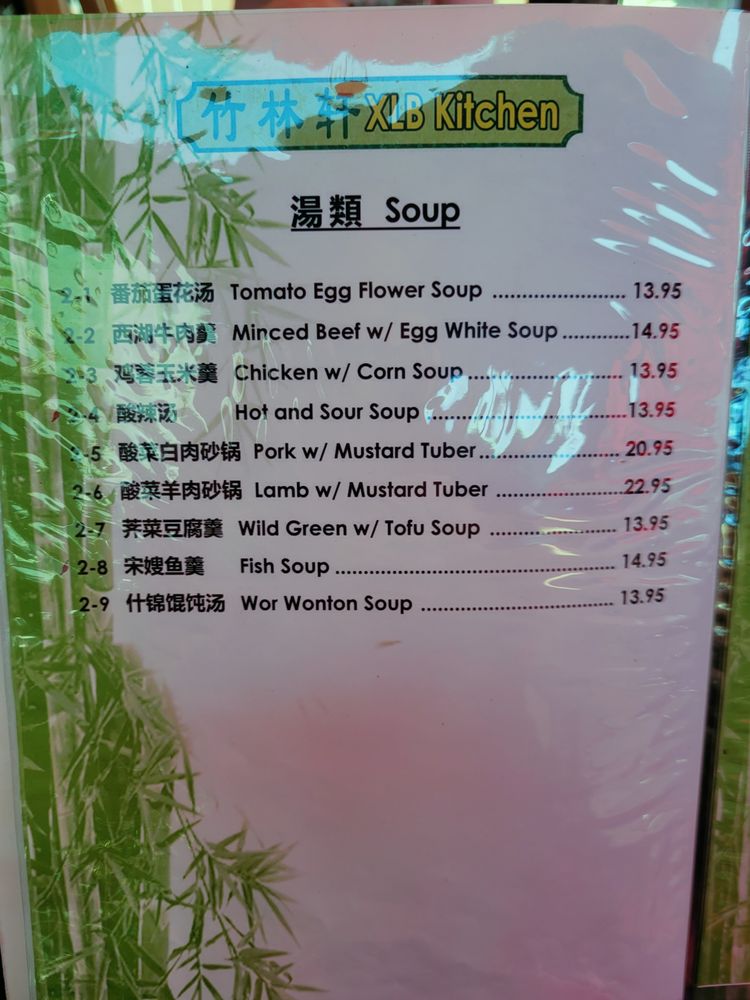 竹林轩 XLB Kitchen
湯類 Soup
2-1 番茄蛋花汤 Tomato Egg Flower Soup ........................ 13.95
2-2 西湖牛肉羹 Minced Beef w/ Egg White Soup ............14.95
2-3 鸡蓉玉米羹 Chicken w/ Corn Soup............................ 13.95
2-4 酸辣汤 Hot and Sour Soup ....................................13.95
2-5 酸菜白肉砂锅 Pork w/ Mustard Tuber......................... 20.95
2-6 酸菜羊肉砂锅 Lamb w/ Mustard Tuber .......................22.95
2-7 荠菜豆腐羹 Wild Green w/ Tofu Soup ....................... 13.95
2-8 宋嫂鱼羹 Fish Soup .................................................. 14.95
2-9 什锦馄饨汤 Wor Wonton Soup .................................. 13.95